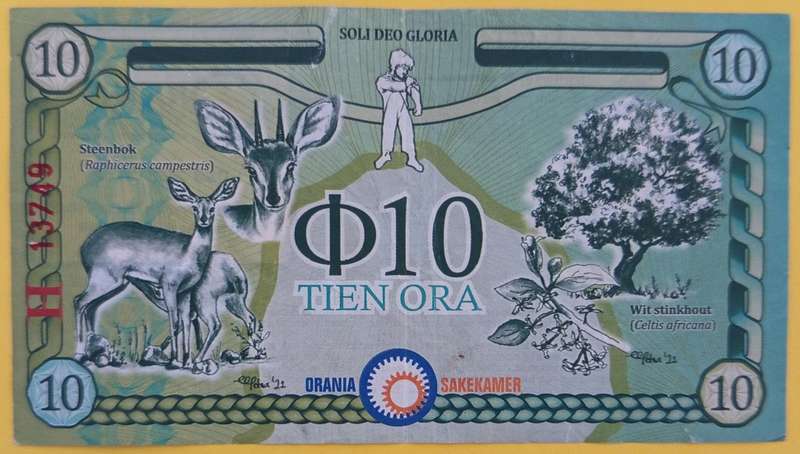 SOLI DEO GLORIA
10
10
Steenbok
(Raphicerus campestris)
H 13749
Φ10
TIEN ORA
Wit stinkhout
(Celtis africana)
ORANIA SAKEKAMER
10
10